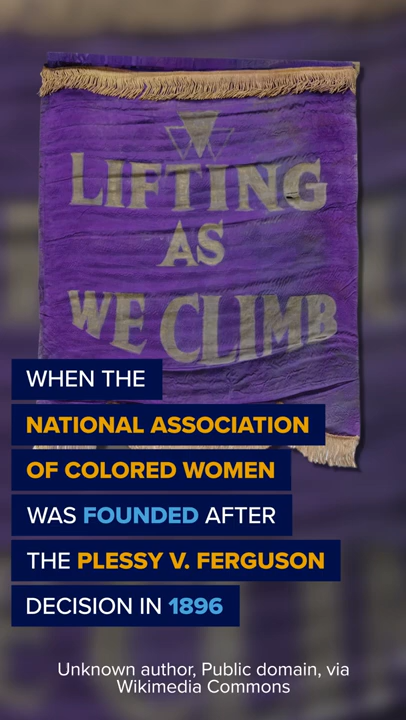 LIFTING
AS
WE CLIMB
WHEN THE
NATIONAL ASSOCIATION
OF COLORED WOMEN
WAS FOUNDED AFTER
THE PLESSY V. FERGUSON
DECISION IN 1896
Unknown author, Public domain, via
Wikimedia Commons